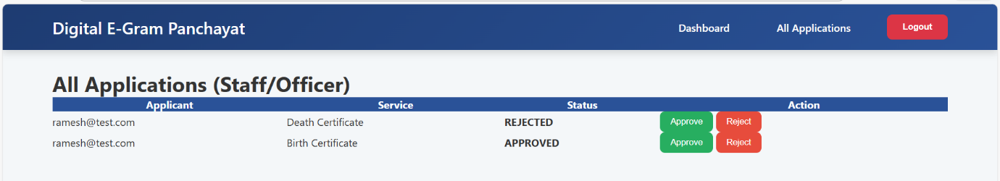 Digital E-Gram Panchayat Dashboard All Applications Logout
All Applications (Staff/Officer)
Applicant Service Status Action
ramesh@test.com Death Certificate REJECTED Approve Reject
ramesh@test.com Birth Certificate APPROVED Approve Reject